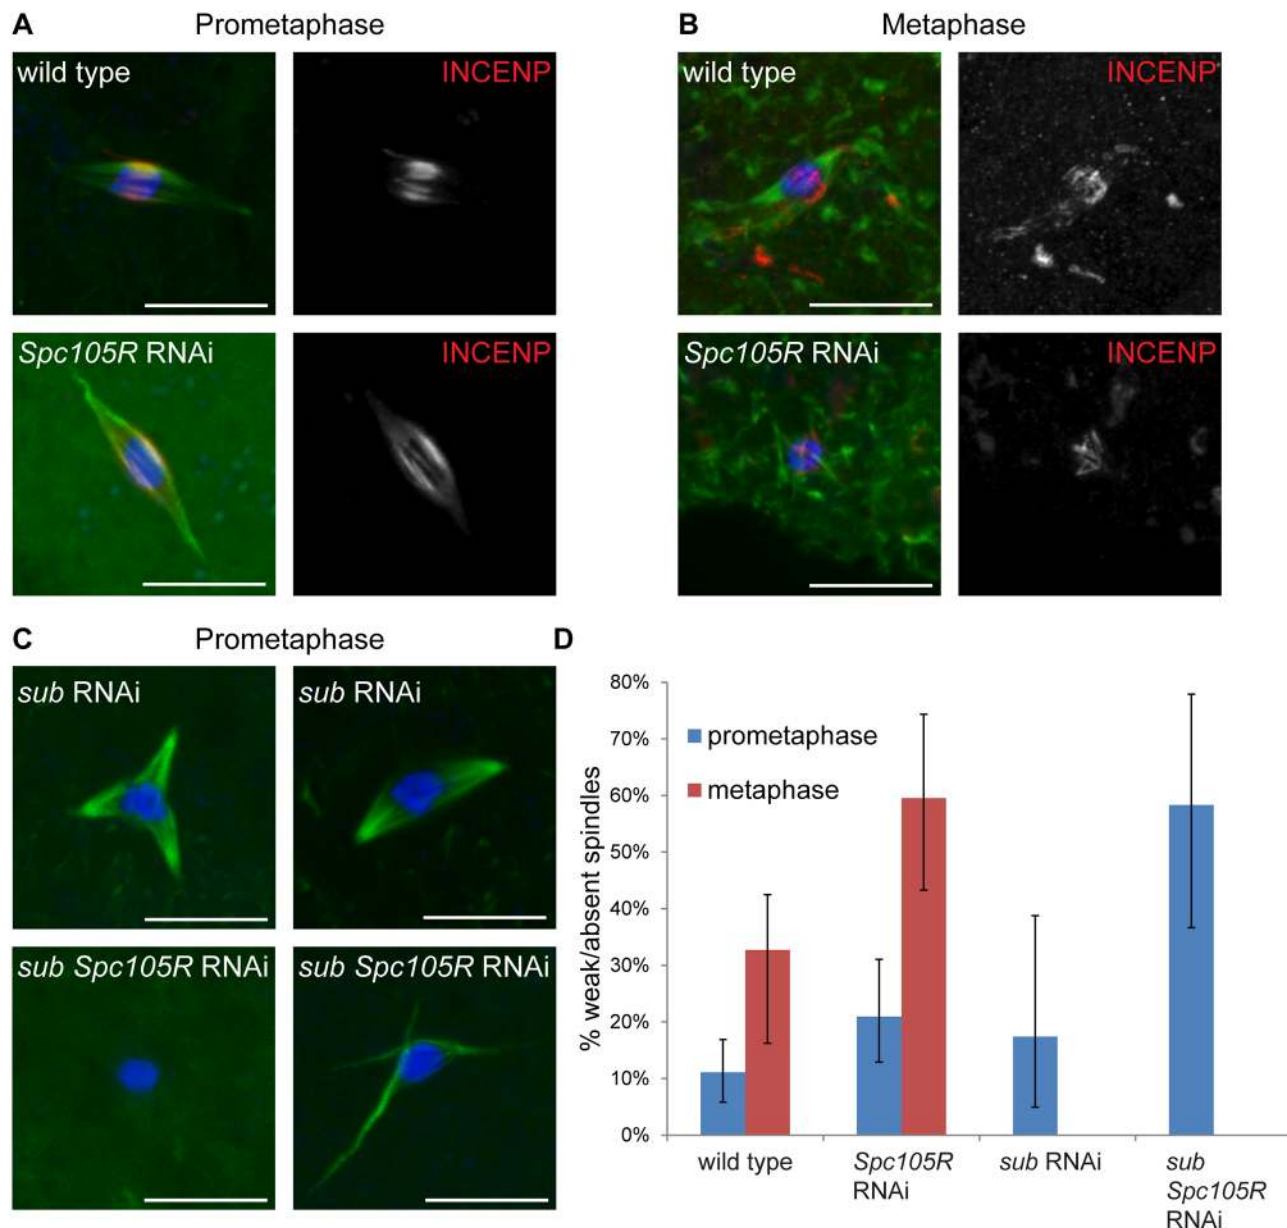 A Prometaphase
wild type
INCENP
Spc105R RNAi
INCENP
B Metaphase
wild type
INCENP
Spc105R RNAi
INCENP
C Prometaphase
sub RNAi
sub RNAi
sub Spc105R RNAi
sub Spc105R RNAi
D
% weak/absent spindles
80%
70%
60%
50%
40%
30%
20%
10%
0%
prometaphase
metaphase
wild type
Spc105R
RNAi
sub RNAi
sub
Spc105R
RNAi